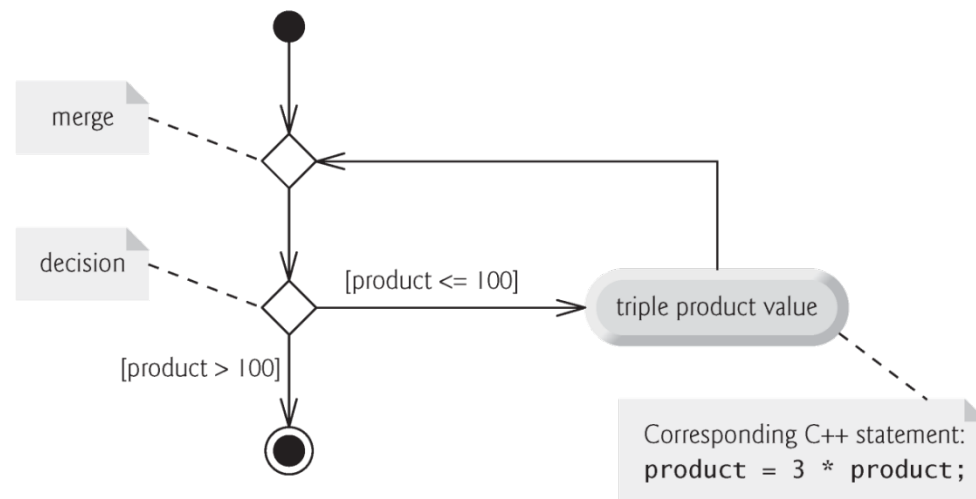 merge
decision
[product <= 100]
triple product value
[product > 100]
Corresponding C++ statement:
product = 3 * product;